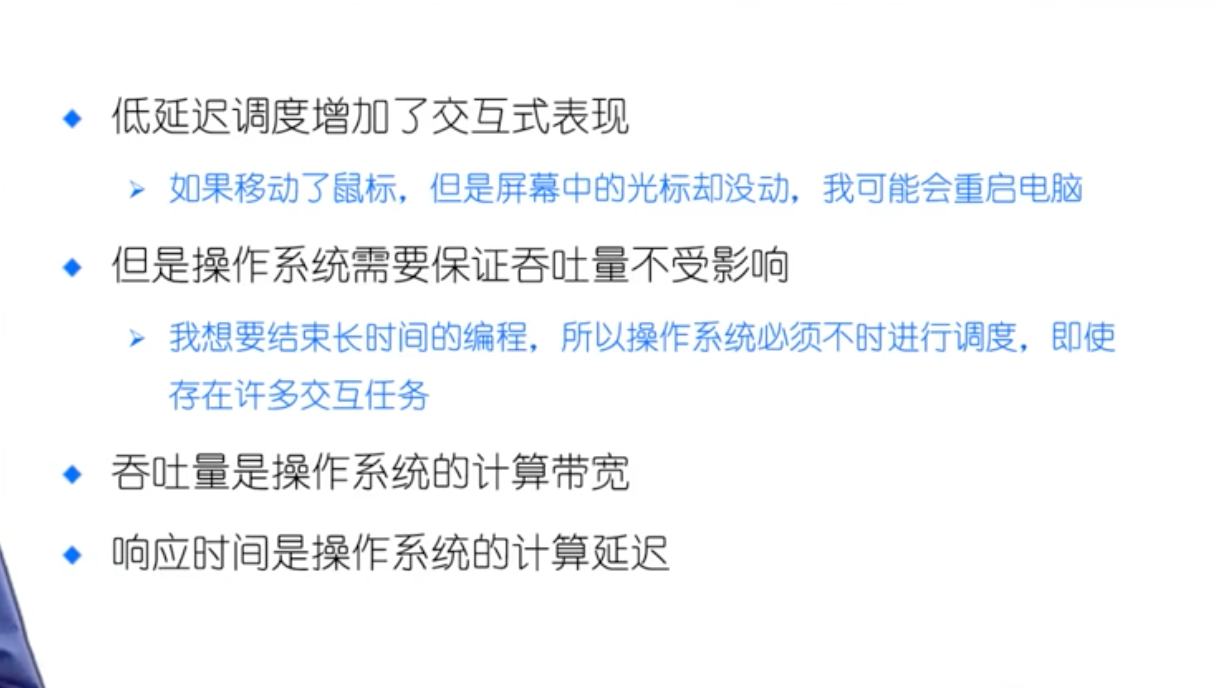 低延迟调度增加了交互式表现
如果移动了鼠标，但是屏幕中的光标却没动，我可能会重启电脑
但是操作系统需要保证吞吐量不受影响
我想要结束长时间的编程，所以操作系统必须不时进行调度，即使
存在许多交互任务
吞吐量是操作系统的计算带宽
响应时间是操作系统的计算延迟